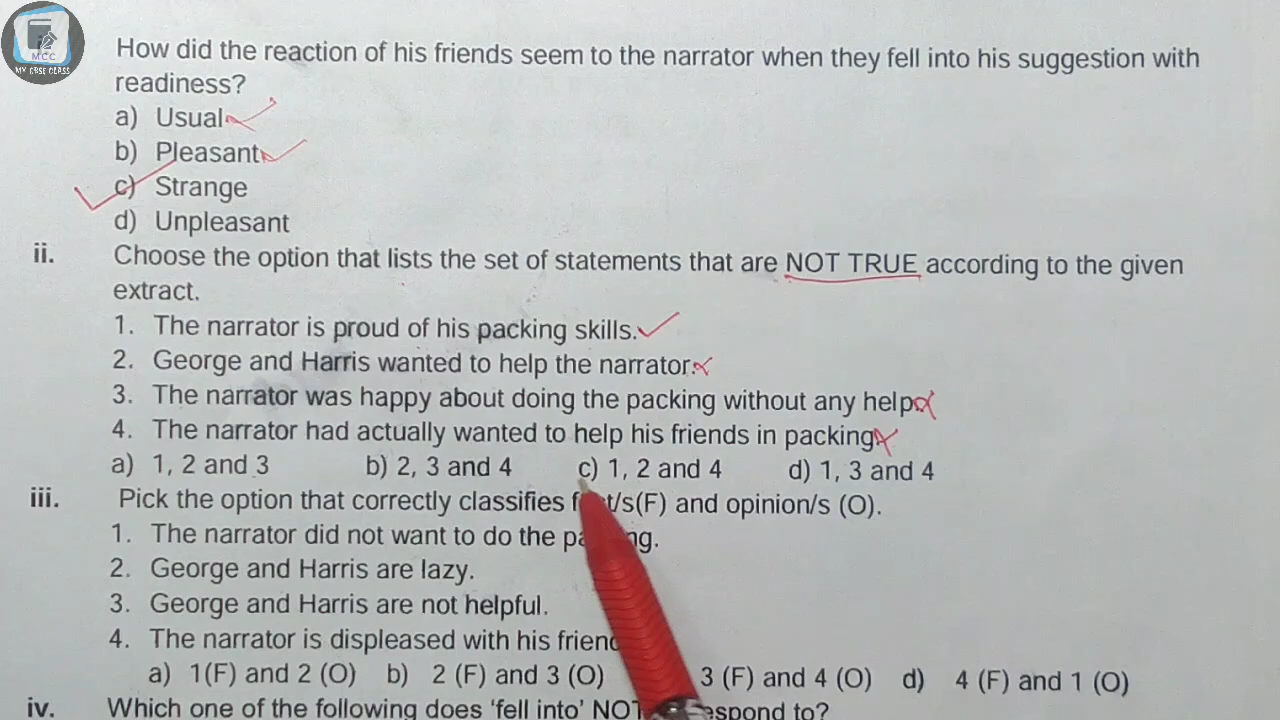 MCC
MY CBSE CLASS
How did the reaction of his friends seem to the narrator when they fell into his suggestion with
readiness?
a) Usual
b) Pleasant
c) Strange
d) Unpleasant
ii. Choose the option that lists the set of statements that are NOT TRUE according to the given
extract.
1. The narrator is proud of his packing skills.
2. George and Harris wanted to help the narrator.
3. The narrator was happy about doing the packing without any help.
4. The narrator had actually wanted to help his friends in packing.
a) 1, 2 and 3 b) 2, 3 and 4 c) 1, 2 and 4 d) 1, 3 and 4
iii. Pick the option that correctly classifies /s(F) and opinion/s (O).
1. The narrator did not want to do the
2. George and Harris are lazy.
3. George and Harris are not helpful.
4. The narrator is displeased with his
a) 1(F) and 2 (O) b) 2 (F) and 3 (O) 3 (F) and 4 (O) d) 4 (F) and 1 (O)
iv. Which one of the following does 'fell into' NOT to?